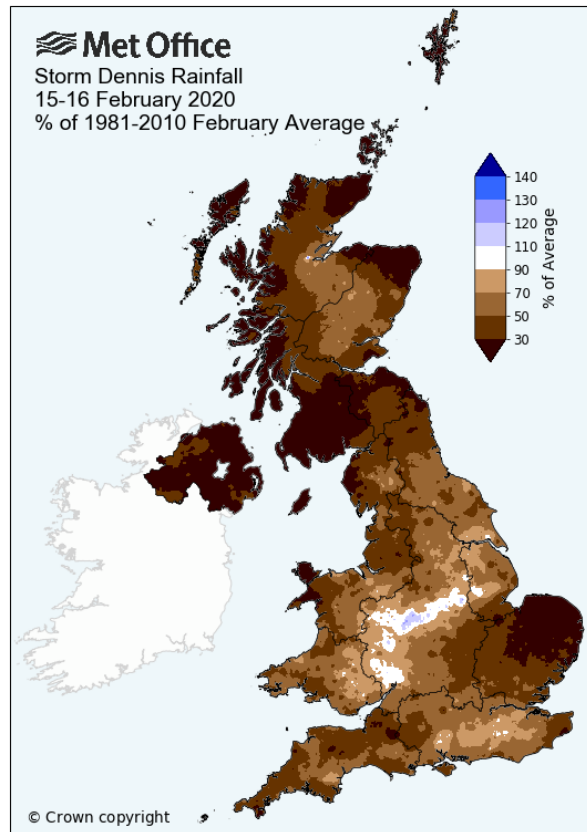 Met Office
Storm Dennis Rainfall
15-16 February 2020
% of 1981-2010 February Average
140
130
120
110
90
70
50
30
% of Average
© Crown copyright